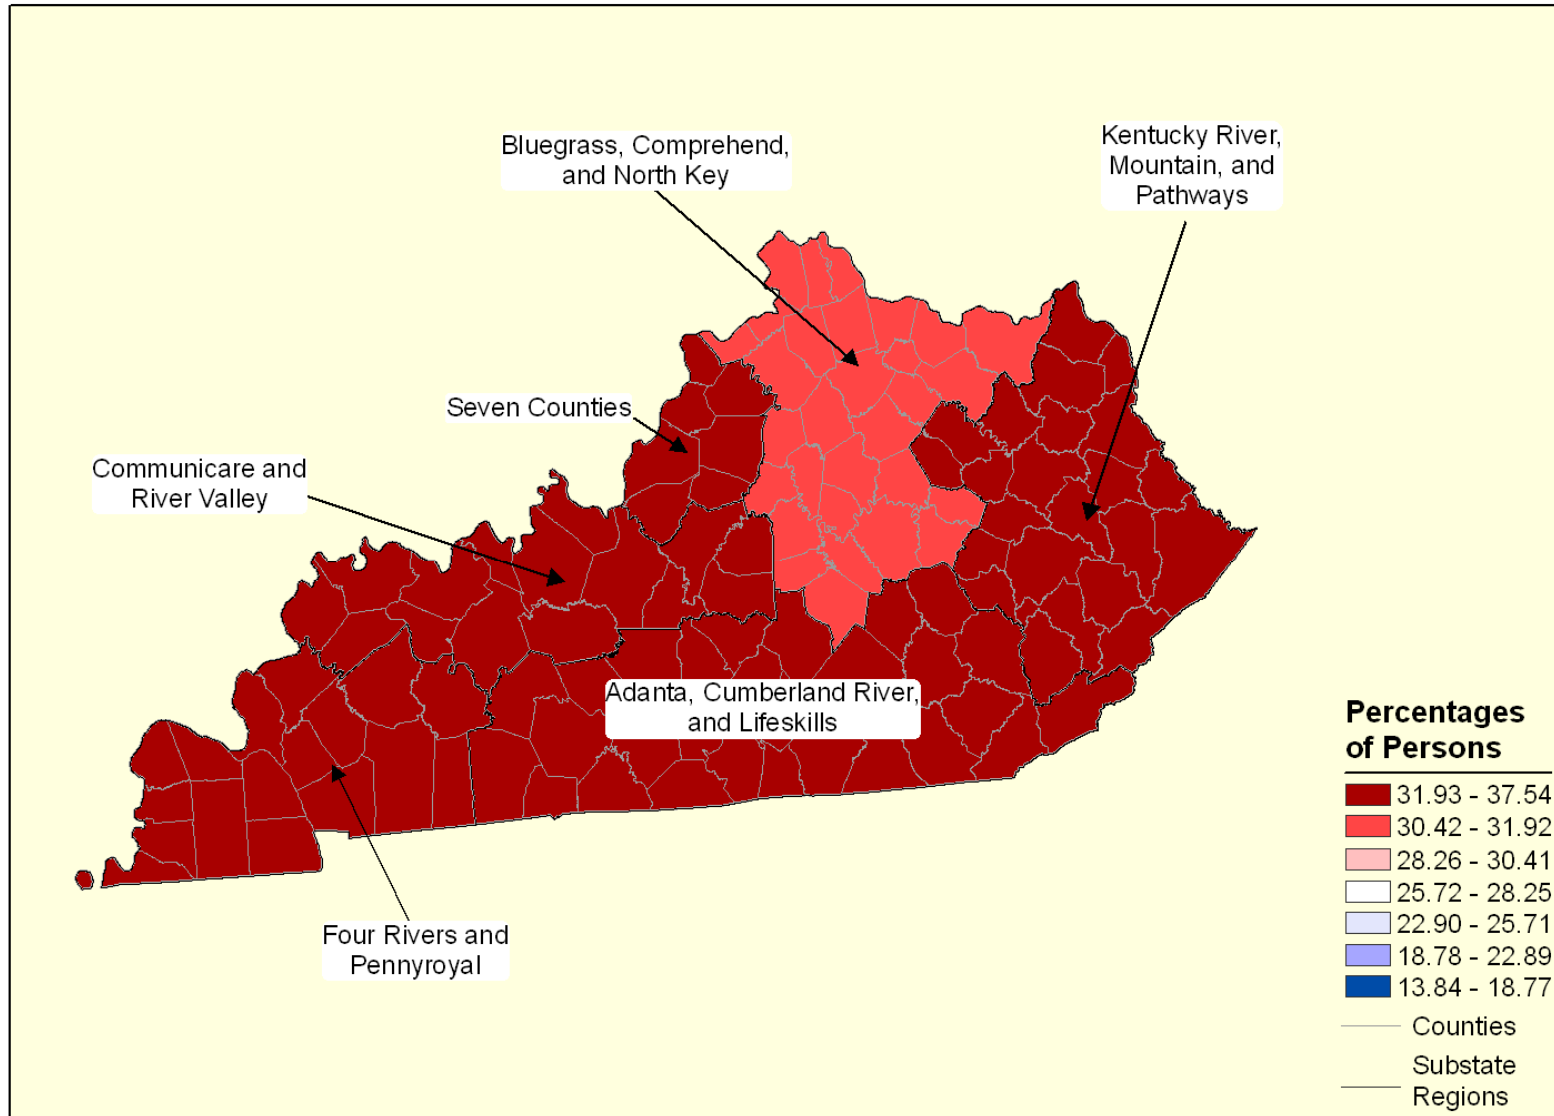 Bluegrass, Comprehend,
and North Key
Kentucky River,
Mountain, and
Pathways
Seven Counties
Communicare and
River Valley
Adanta, Cumberland River,
and Lifeskills
Four Rivers and
Pennyroyal
Percentages
of Persons
31.93 - 37.54
30.42 - 31.92
28.26 - 30.41
25.72 - 28.25
22.90 - 25.71
18.78 - 22.89
13.84 - 18.77
Counties
Substate
Regions